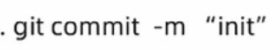 . git commit -m “init”